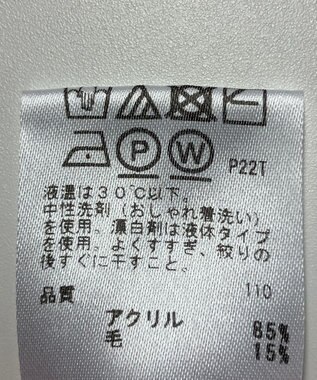 P W P22T
液温は30℃以下。
中性洗剤(おしゃれ着洗い)
を使用、漂白剤は液体タイプ
を使用、よくすすぎ、絞りの
後すぐに干すこと。
品質 110
アクリル 85%
毛 15%